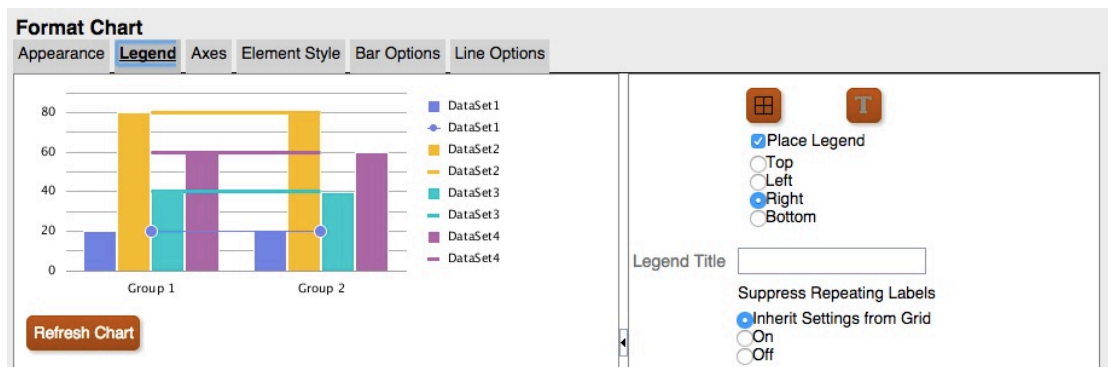 Format Chart
Appearance Legend Axes Element Style Bar Options Line Options
80
60
40
20
0
Group 1 Group 2
DataSet1
DataSet1
DataSet2
DataSet2
DataSet3
DataSet3
DataSet4
DataSet4
Refresh Chart
T
Place Legend
Top
Left
Right
Bottom
Legend Title
Suppress Repeating Labels
Inherit Settings from Grid
On
Off